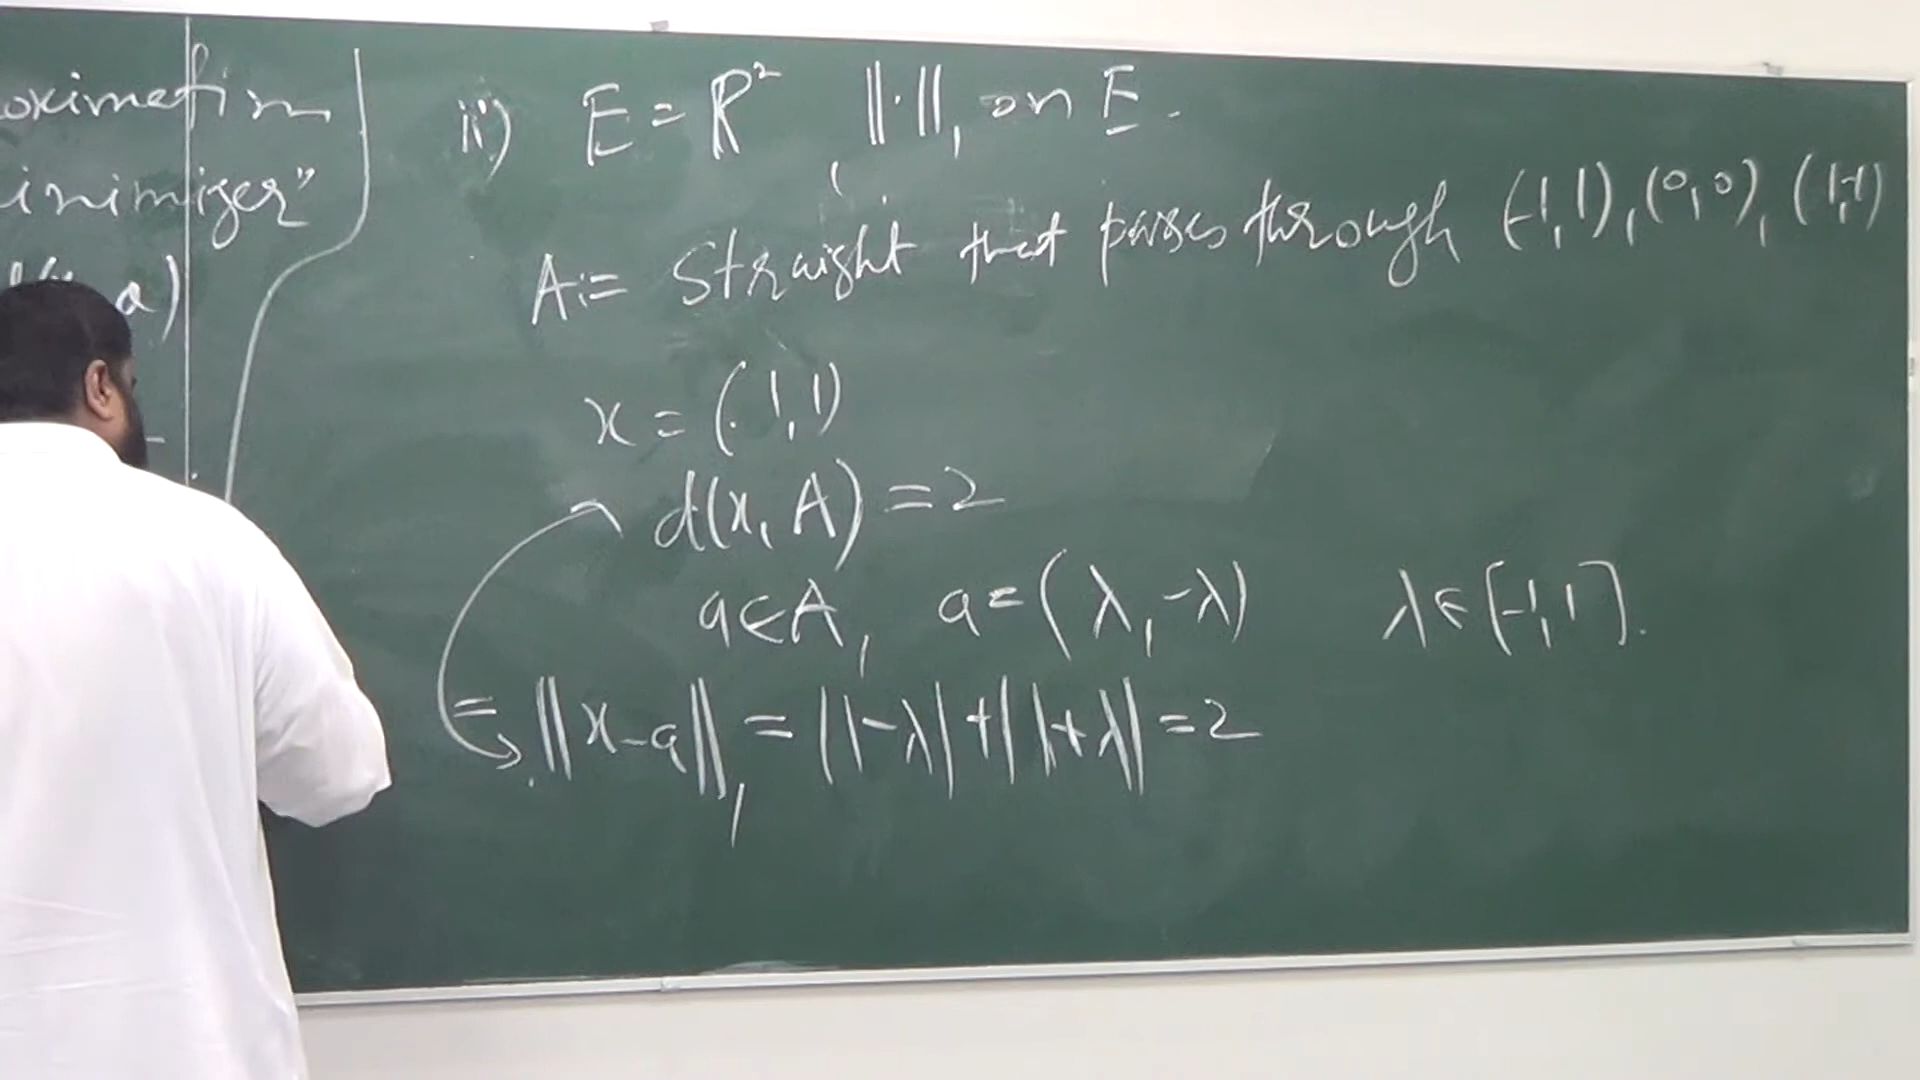 oximation
inimizer"
a)
ii) E = R², ||·||₁ on E.
A := Straight that passes through (-1,1), (0,0), (1,-1)
x = (1,1)
d(x, A) = 2
a ∈ A, a = (λ, -λ) λ ∈ [-1,1].
= ||x-a||₁ = |1-λ| + |1+λ| = 2